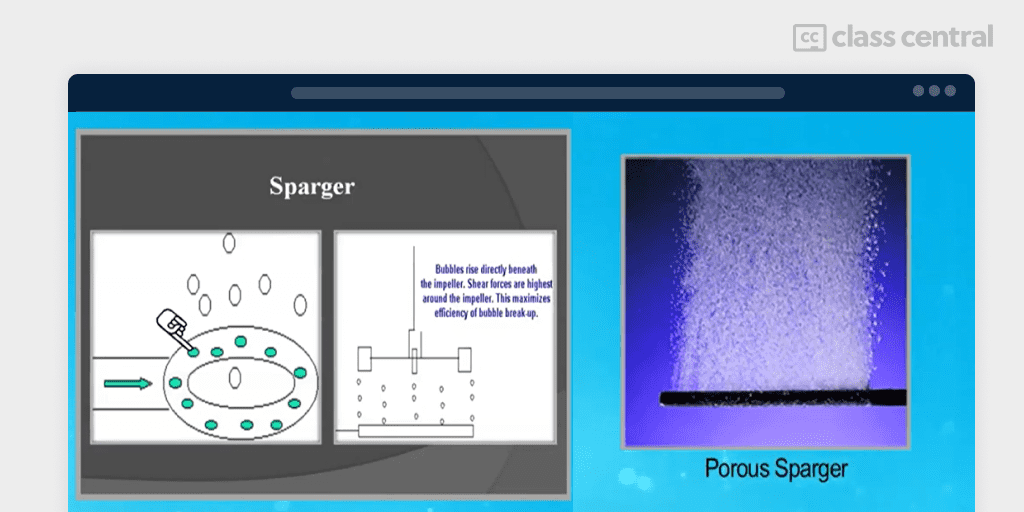 cc class central
Sparger
Bubbles rise directly beneath
the impeller. Shear forces are highest
around the impeller. This maximizes
efficiency of bubble break-up.
Porous Sparger